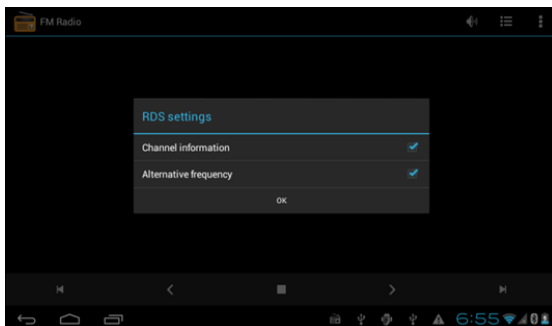 FM Radio
RDS settings
Channel information
Alternative frequency
OK
6:55